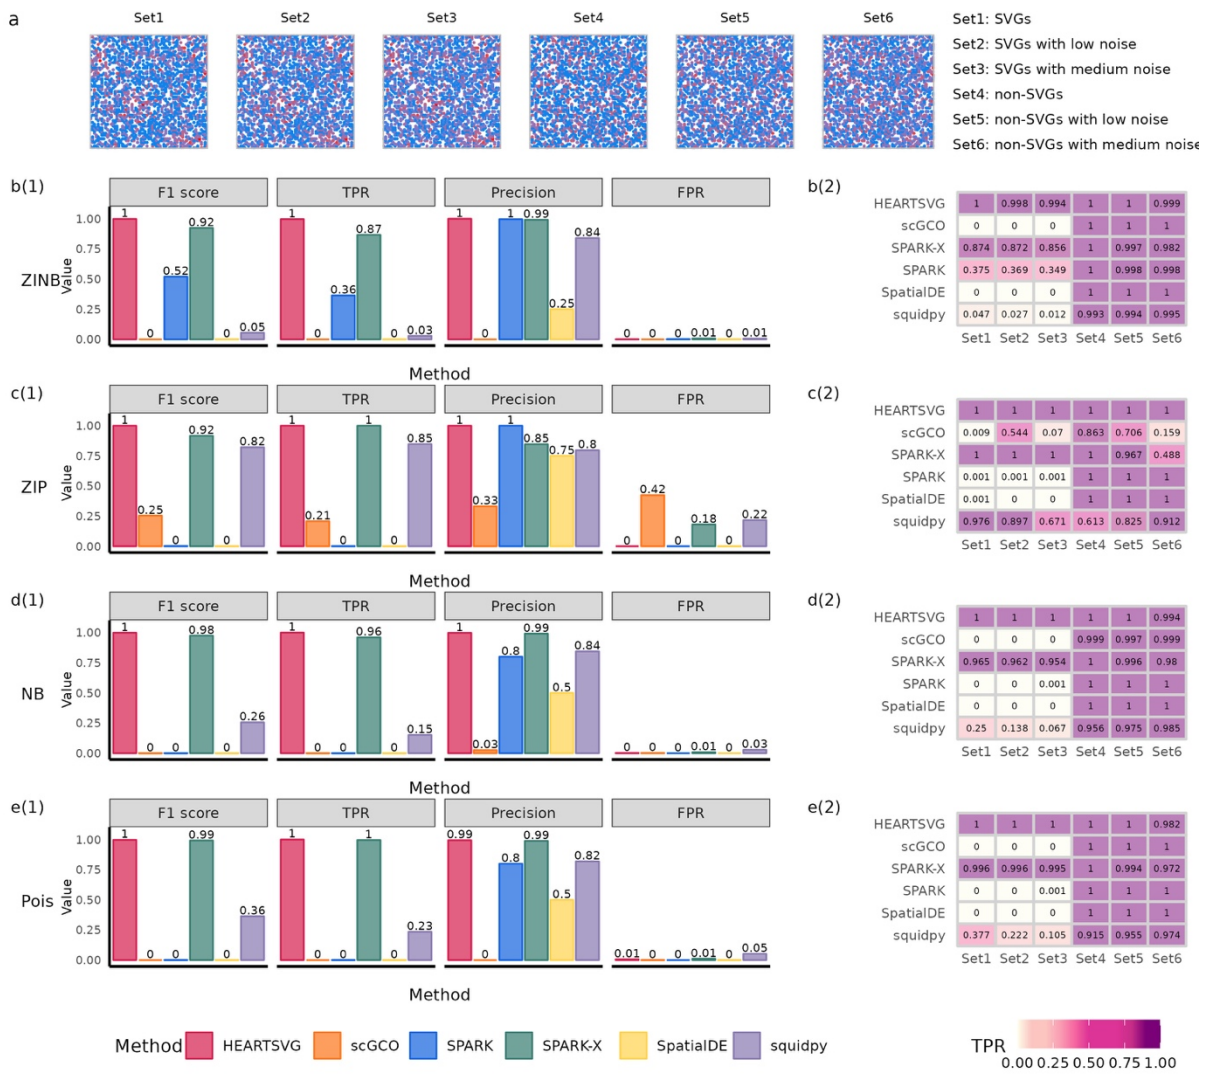 a
Set1 Set2 Set3 Set4 Set5 Set6
Set1: SVGs
Set2: SVGs with low noise
Set3: SVGs with medium noise
Set4: non-SVGs
Set5: non-SVGs with low noise
Set6: non-SVGs with medium noise
b(1)
F1 score TPR Precision FPR
ZINB
Value
1.00
0.75
0.50
0.25
0.00
1 0 0.52 0.92 0 0.05
1 0 0.36 0.87 0 0.03
1 0 1 0.99 0.25 0.84
0 0 0 0.01 0 0.01
Method
b(2)
HEARTSVG 1 0.998 0.994 1 1 0.999
scGCO 0 0 0 1 1 1
SPARK-X 0.874 0.872 0.856 1 0.997 0.982
SPARK 0.375 0.369 0.349 1 0.998 0.998
SpatialDE 0 0 0 1 1 1
squidpy 0.047 0.027 0.012 0.993 0.994 0.995
Set1 Set2 Set3 Set4 Set5 Set6
c(1)
F1 score TPR Precision FPR
ZIP
Value
1.00
0.75
0.50
0.25
0.00
1 0.25 0 0.92 0 0.82
1 0.21 0 1 0 0.85
1 0.33 1 0.85 0.75 0.8
0 0.42 0 0.18 0 0.22
Method
c(2)
HEARTSVG 1 1 1 1 1 1
scGCO 0.009 0.544 0.07 0.863 0.706 0.159
SPARK-X 1 1 1 1 0.967 0.488
SPARK 0.001 0.001 0.001 1 1 1
SpatialDE 0.001 0 0 1 1 1
squidpy 0.976 0.897 0.671 0.613 0.825 0.912
Set1 Set2 Set3 Set4 Set5 Set6
d(1)
F1 score TPR Precision FPR
NB
Value
1.00
0.75
0.50
0.25
0.00
1 0 0 0.98 0 0.26
1 0 0 0.96 0 0.15
1 0.03 0.8 0.99 0.5 0.84
0 0 0 0.01 0 0.03
Method
d(2)
HEARTSVG 1 1 1 1 1 0.994
scGCO 0 0 0 0.999 0.997 0.999
SPARK-X 0.965 0.962 0.954 1 0.996 0.98
SPARK 0 0 0.001 1 1 1
SpatialDE 0 0 0 1 1 1
squidpy 0.25 0.138 0.067 0.956 0.975 0.985
Set1 Set2 Set3 Set4 Set5 Set6
e(1)
F1 score TPR Precision FPR
Pois
Value
1.00
0.75
0.50
0.25
0.00
1 0 0 0.99 0 0.36
1 0 0 1 0 0.23
0.99 0 0.8 0.99 0.5 0.82
0.01 0 0 0.01 0 0.05
Method
e(2)
HEARTSVG 1 1 1 1 1 0.982
scGCO 0 0 0 1 1 1
SPARK-X 0.996 0.996 0.995 1 0.994 0.972
SPARK 0 0 0.001 1 1 1
SpatialDE 0 0 0 1 1 1
squidpy 0.377 0.222 0.105 0.915 0.955 0.974
Set1 Set2 Set3 Set4 Set5 Set6
Method HEARTSVG scGCO SPARK SPARK-X SpatialDE squidpy
TPR
0.00 0.25 0.50 0.75 1.00